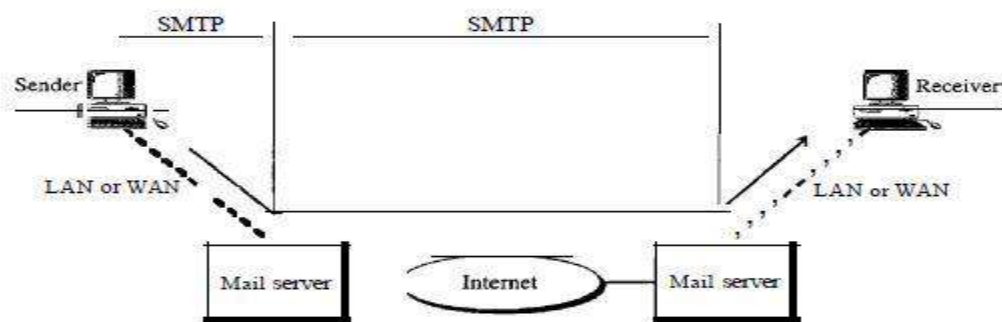 SMTP SMTP
Sender Receiver
LAN or WAN LAN or WAN
Mail server Internet Mail server